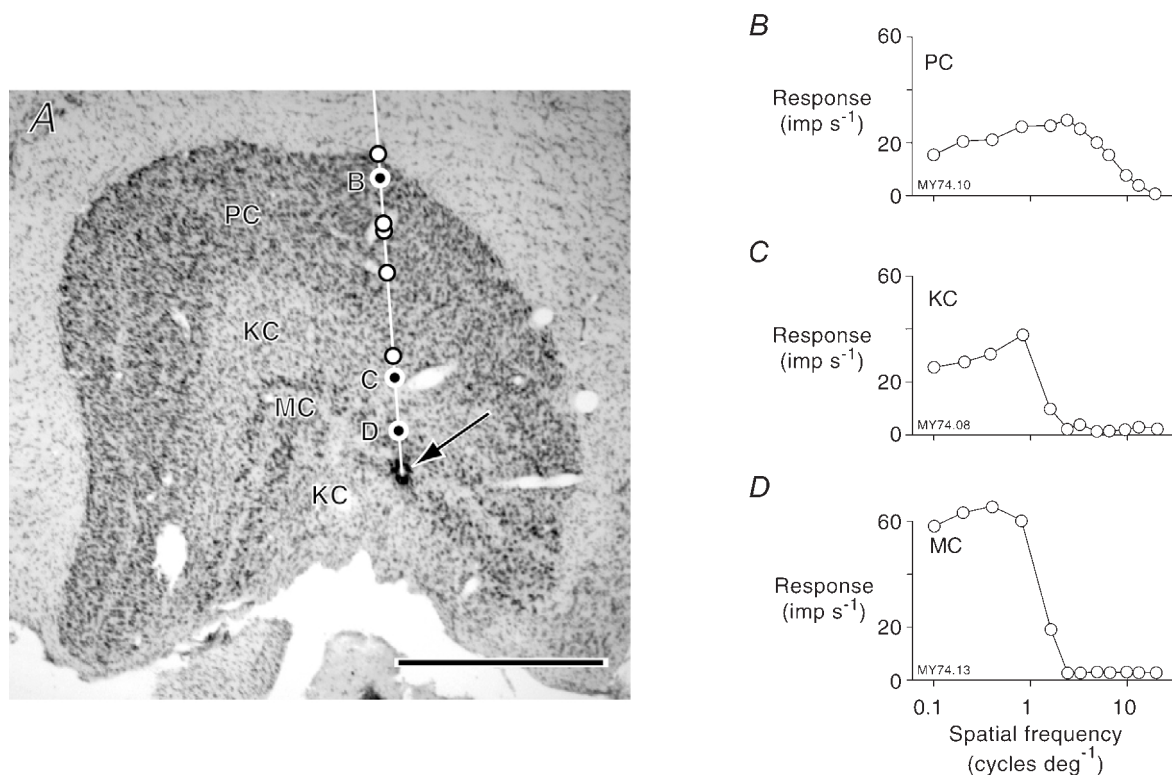 A
B
PC
KC
C
MC
D
KC
B
60
PC
Response
(imp s-1)
20
0
MY74.10
C
60
KC
Response
(imp s-1)
20
0
MY74.08
D
60
MC
Response
(imp s-1)
20
0
MY74.13
0.1 1 10
Spatial frequency
(cycles deg-1)